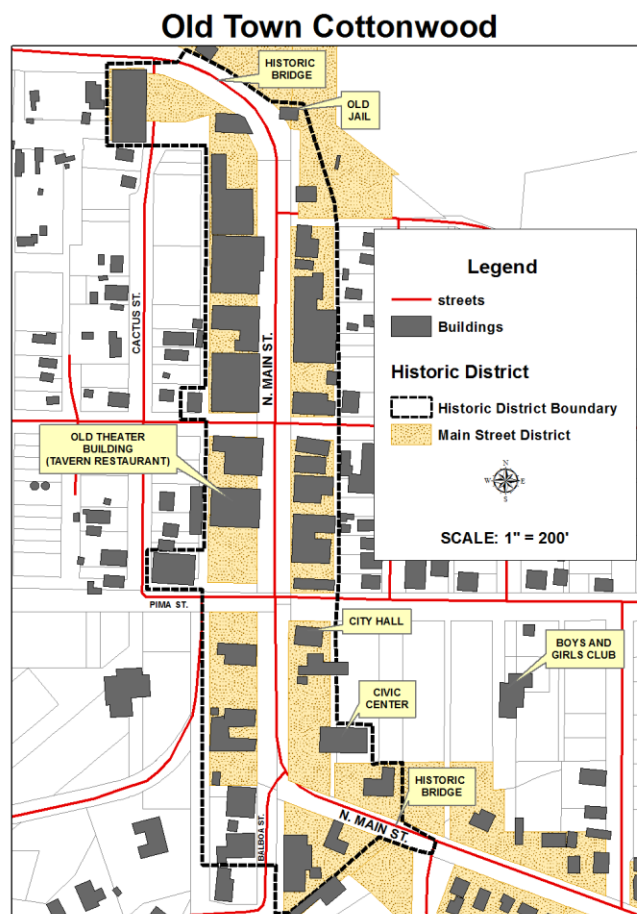 Old Town Cottonwood
HISTORIC
BRIDGE
OLD
JAIL
Legend
streets
Buildings
Historic District
Historic District Boundary
Main Street District
N
W
E
S
SCALE: 1" = 200'
CACTUS ST.
N. MAIN ST.
OLD THEATER
BUILDING
(TAVERN RESTAURANT)
PIMA ST.
CITY HALL
BOYS AND
GIRLS CLUB
CIVIC
CENTER
HISTORIC
BRIDGE
N. MAIN ST.
BALBOA ST.